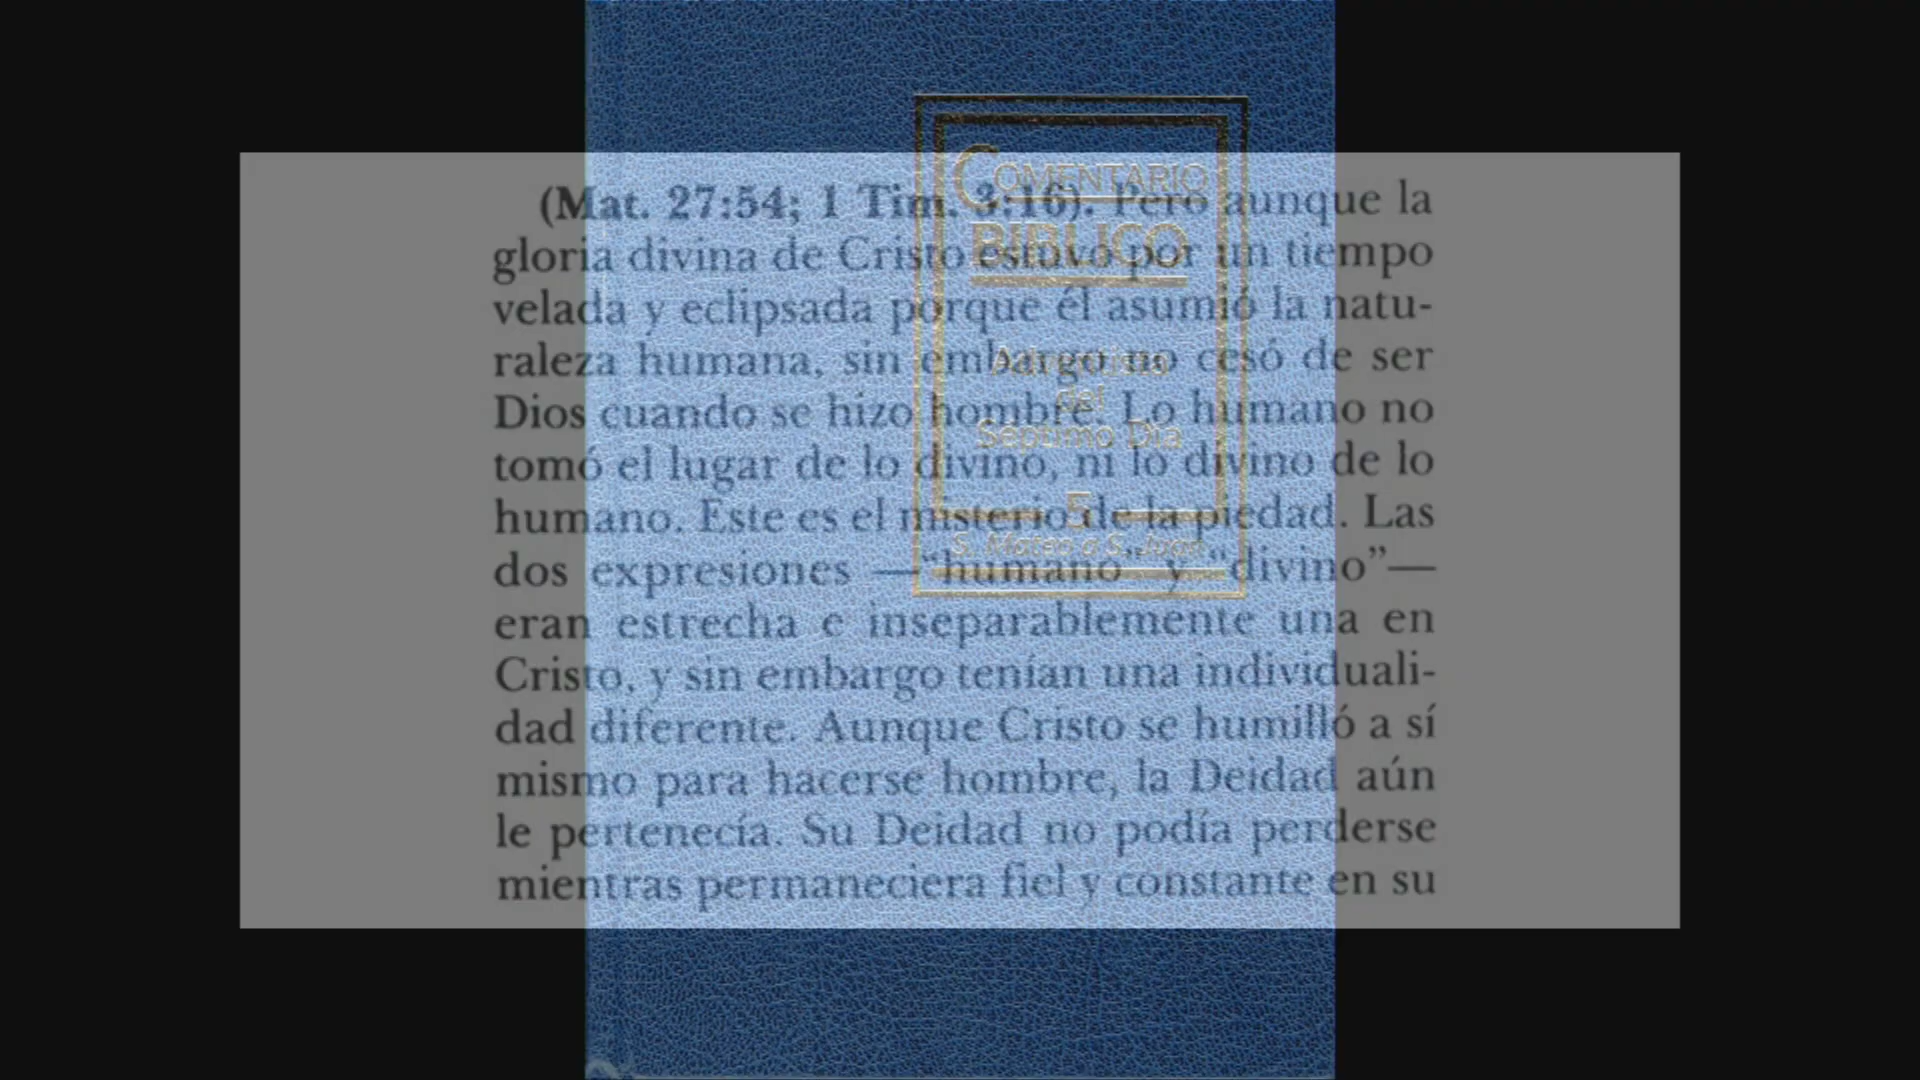 COMENTARIO
BÍBLICO
Adventista
del
Séptimo Día
5
S. Mateo a S. Juan
(Mat. 27:54; 1 Tim. 3:16). Pero aunque la
gloria divina de Cristo estuvo por un tiempo
velada y eclipsada porque él asumió la natu-
raleza humana, sin embargo no cesó de ser
Dios cuando se hizo hombre. Lo humano no
tomó el lugar de lo divino, ni lo divino de lo
humano. Este es el misterio de la piedad. Las
dos expresiones —“humano” y “divino”—
eran estrecha e inseparablemente una en
Cristo, y sin embargo tenían una individuali-
dad diferente. Aunque Cristo se humilló a sí
mismo para hacerse hombre, la Deidad aún
le pertenecía. Su Deidad no podía perderse
mientras permaneciera fiel y constante en su